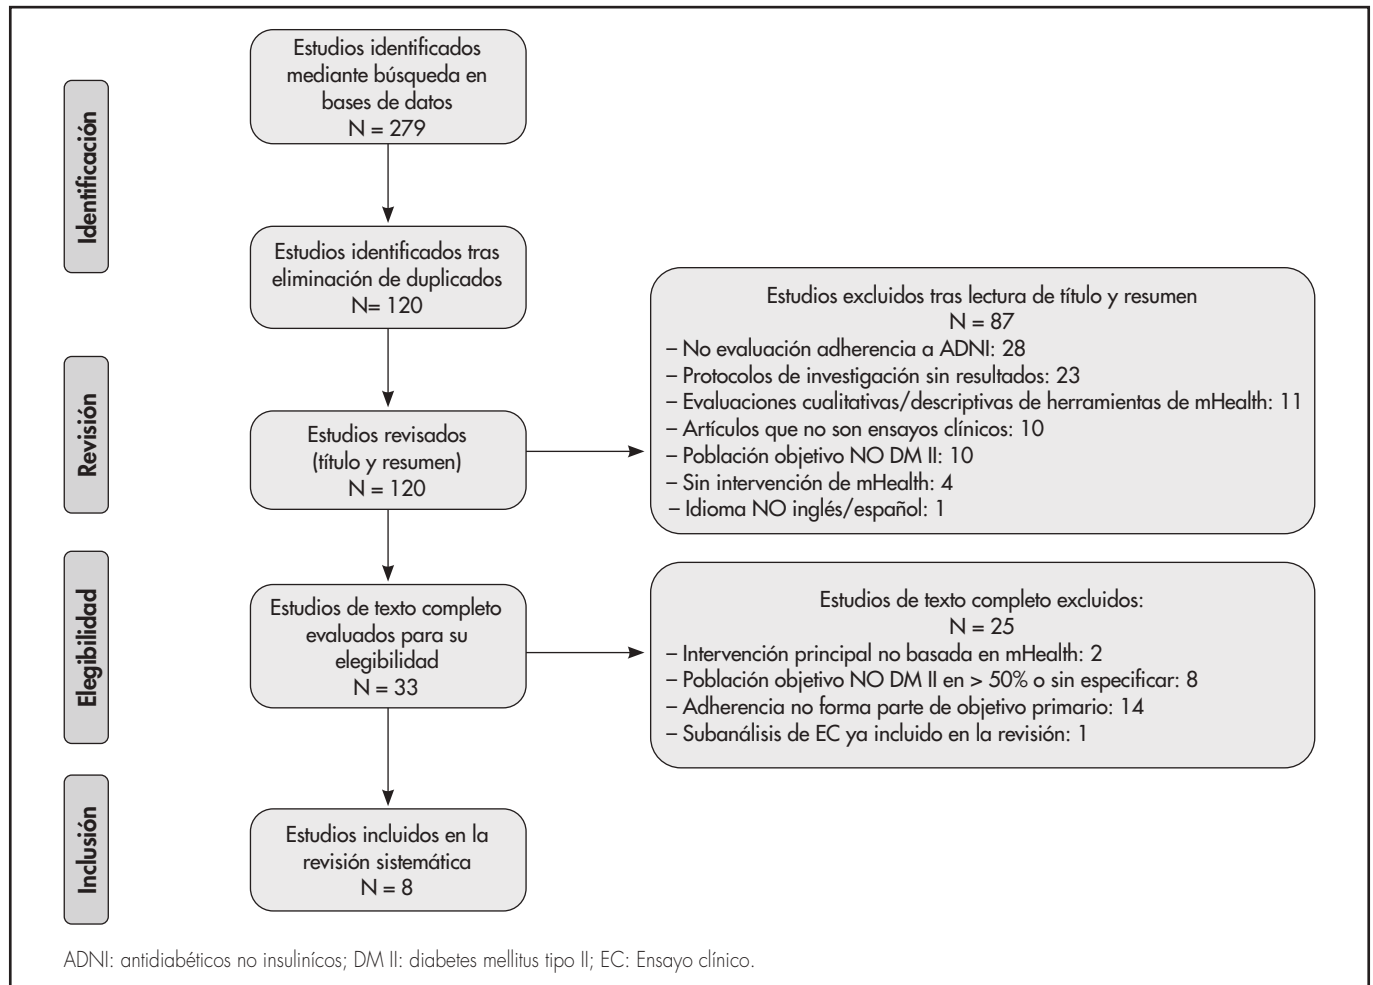 Identificación
Estudios identificados
mediante búsqueda en
bases de datos
N = 279
Estudios identificados tras
eliminación de duplicados
N= 120
Revisión
Estudios revisados
(título y resumen)
N = 120
Estudios excluidos tras lectura de título y resumen
N = 87
– No evaluación adherencia a ADNI: 28
– Protocolos de investigación sin resultados: 23
– Evaluaciones cualitativas/descriptivas de herramientas de mHealth: 11
– Artículos que no son ensayos clínicos: 10
– Población objetivo NO DM II: 10
– Sin intervención de mHealth: 4
– Idioma NO inglés/español: 1
Elegibilidad
Estudios de texto completo
evaluados para su
elegibilidad
N = 33
Estudios de texto completo excluidos:
N = 25
– Intervención principal no basada en mHealth: 2
– Población objetivo NO DM II en > 50% o sin especificar: 8
– Adherencia no forma parte de objetivo primario: 14
– Subanálisis de EC ya incluido en la revisión: 1
Inclusión
Estudios incluidos en la
revisión sistemática
N = 8
ADNI: antidiabéticos no insulinícos; DM II: diabetes mellitus tipo II; EC: Ensayo clínico.